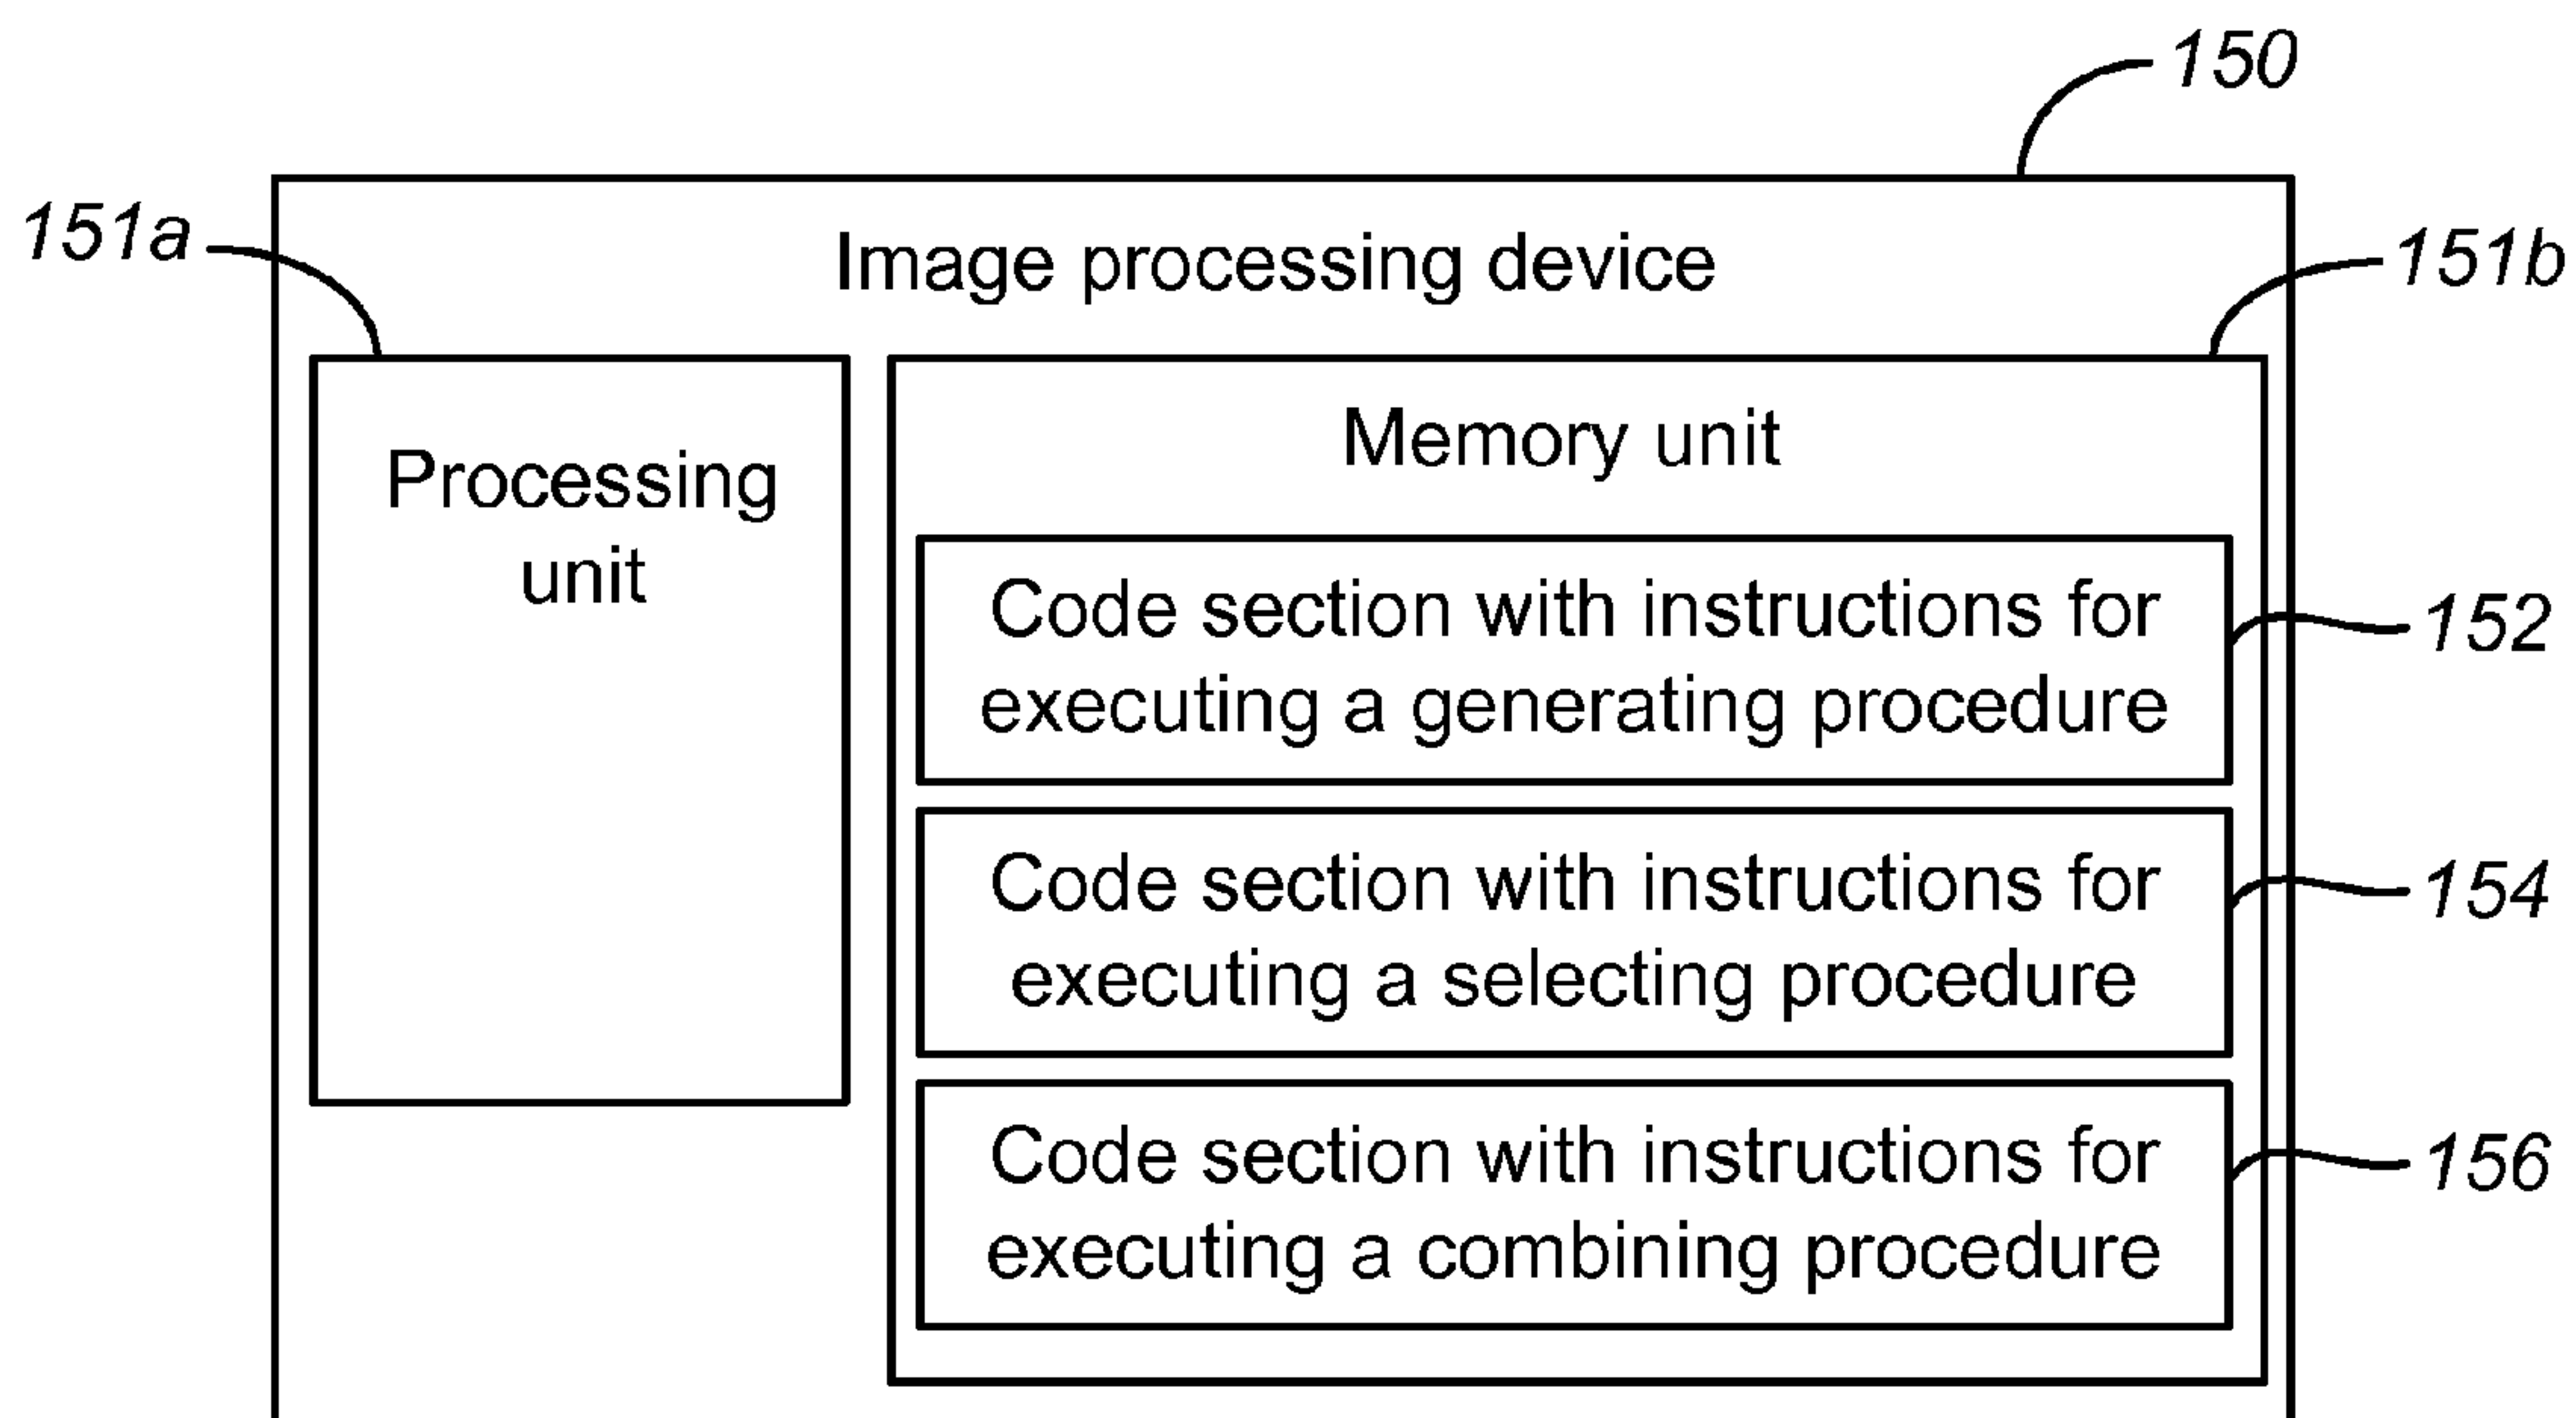 150
151a
Image processing device
151b
Processing
unit
Memory unit
Code section with instructions for
executing a generating procedure
152
Code section with instructions for
executing a selecting procedure
154
Code section with instructions for
executing a combining procedure
156